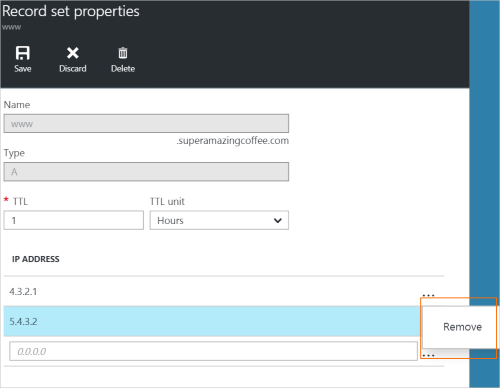 Record set properties
www
Save Discard Delete
Name
www
.superamazingcoffee.com
Type
A
* TTL TTL unit
1 Hours
IP ADDRESS
4.3.2.1 ...
5.4.3.2
Remove
0.0.0.0 ...